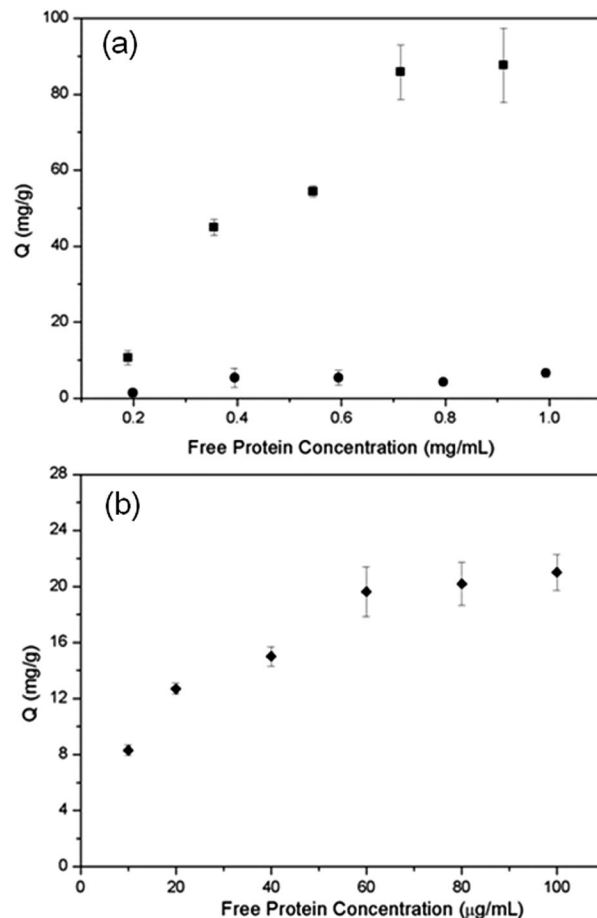 (a)
100
80
60
40
20
0
Q (mg/g)
0.2 0.4 0.6 0.8 1.0
Free Protein Concentration (mg/mL)
(b)
28
24
20
16
12
8
4
0
Q (mg/g)
0 20 40 60 80 100
Free Protein Concentration (μg/mL)